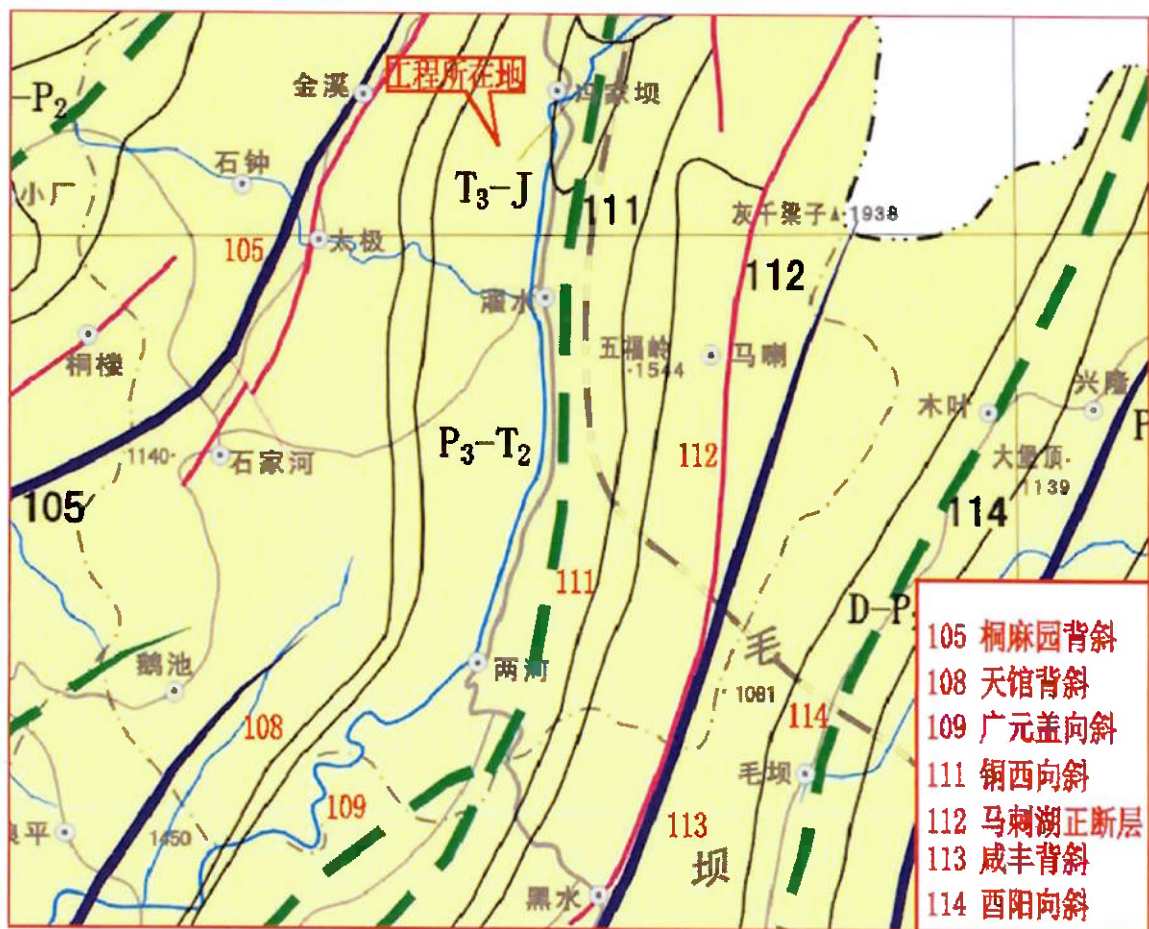 金溪
工程所在地
冯家坝
-P₂
石钟
小厂
T₃-J
111
灰千梁子▲·1938
105
太极
112
濯水
桐楼
五福岭
·1544
马喇
兴隆
木叶
P₃-T₂
112
大堡顶·
1139
1140·
石家河
P
105
114
111
D-P
毛
两河
鹅池
·1081
108
114
毛坝
109
113
1450
坝
黑水
105 桐麻园背斜
108 天馆背斜
109 广元盖向斜
111 铜西向斜
112 马喇湖正断层
113 咸丰背斜
114 酉阳向斜